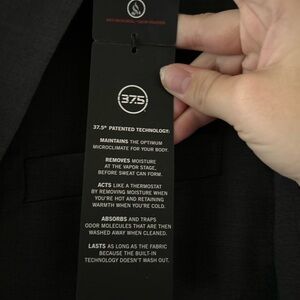 37.5
37.5® PATENTED TECHNOLOGY:
MAINTAINS THE OPTIMUM
MICROCLIMATE FOR YOUR BODY.
REMOVES MOISTURE
AT THE VAPOR STAGE,
BEFORE SWEAT CAN FORM.
ACTS LIKE A THERMOSTAT
BY REMOVING MOISTURE WHEN
YOU'RE HOT AND RETAINING
WARMTH WHEN YOU'RE COLD.
ABSORBS AND TRAPS
ODOR MOLECULES THAT ARE THEN
WASHED AWAY WHEN CLEANED.
LASTS AS LONG AS THE FABRIC
BECAUSE THE BUILT-IN
TECHNOLOGY DOESN'T WASH OUT.